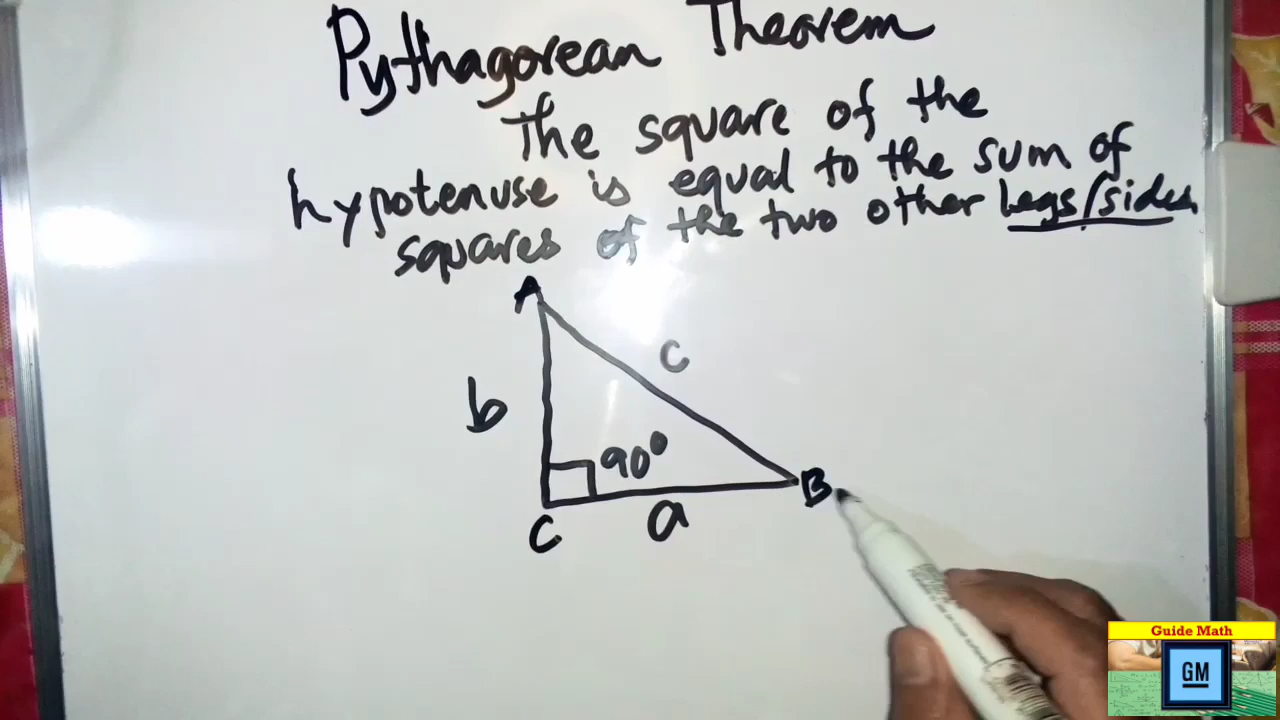 Pythagorean Theorem
The square of the
hypotenuse is equal to the sum of
squares of the two other Legs/sides
A
c
b
90°
B
a
C
Guide Math
GM